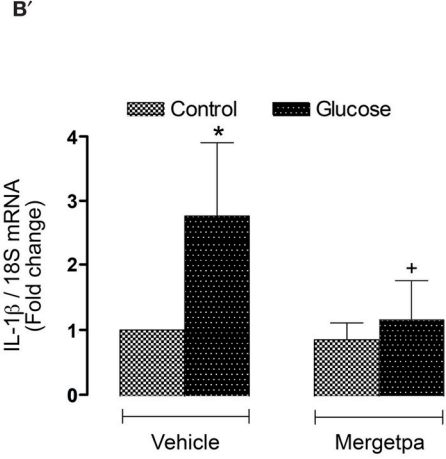 B′
Control Glucose
IL-1β / 18S mRNA
(Fold change)
4
3
2
1
0
*
+
Vehicle Mergetpa